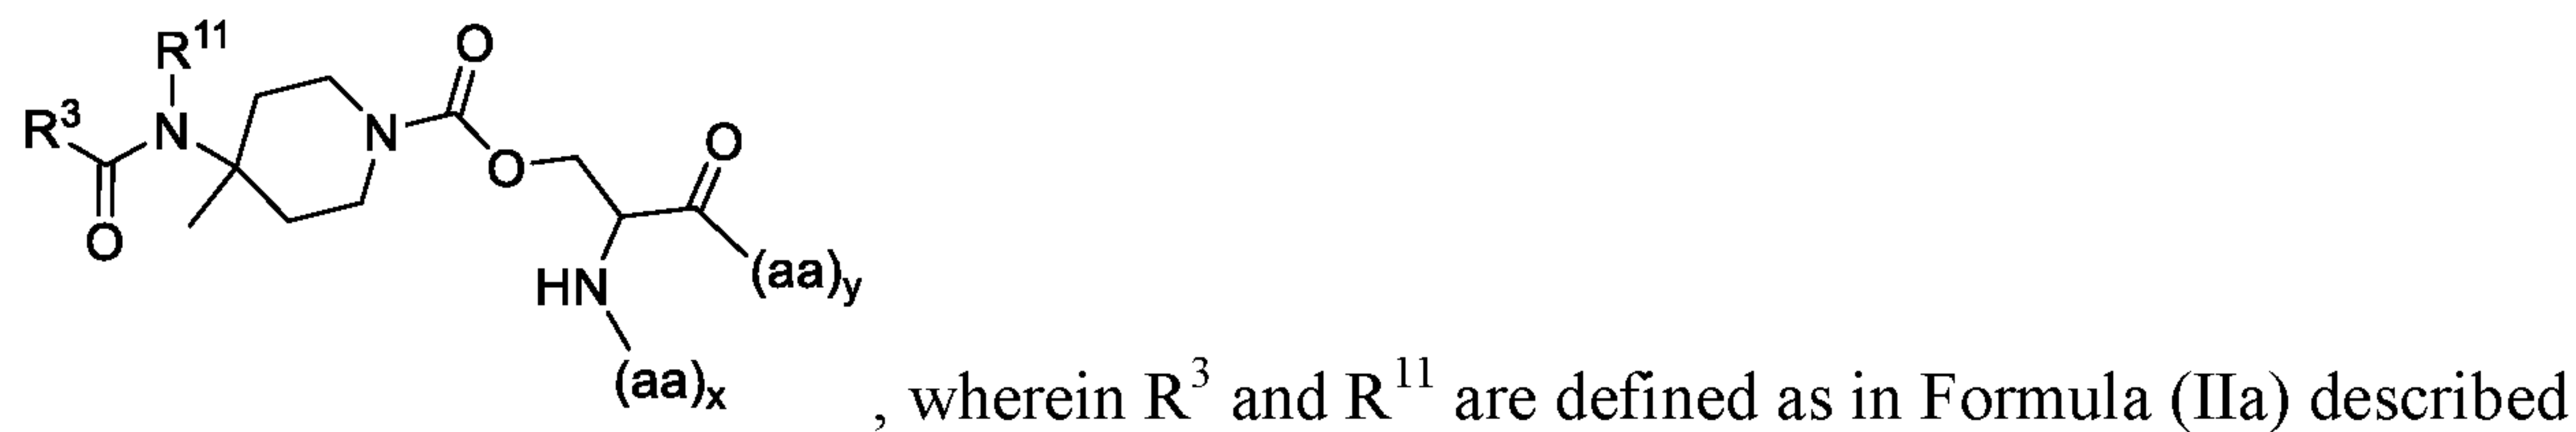 R¹¹
O
R³
N
N
O
O
O
HN
(aa)y
(aa)x
, wherein R³ and R¹¹ are defined as in Formula (IIa) described